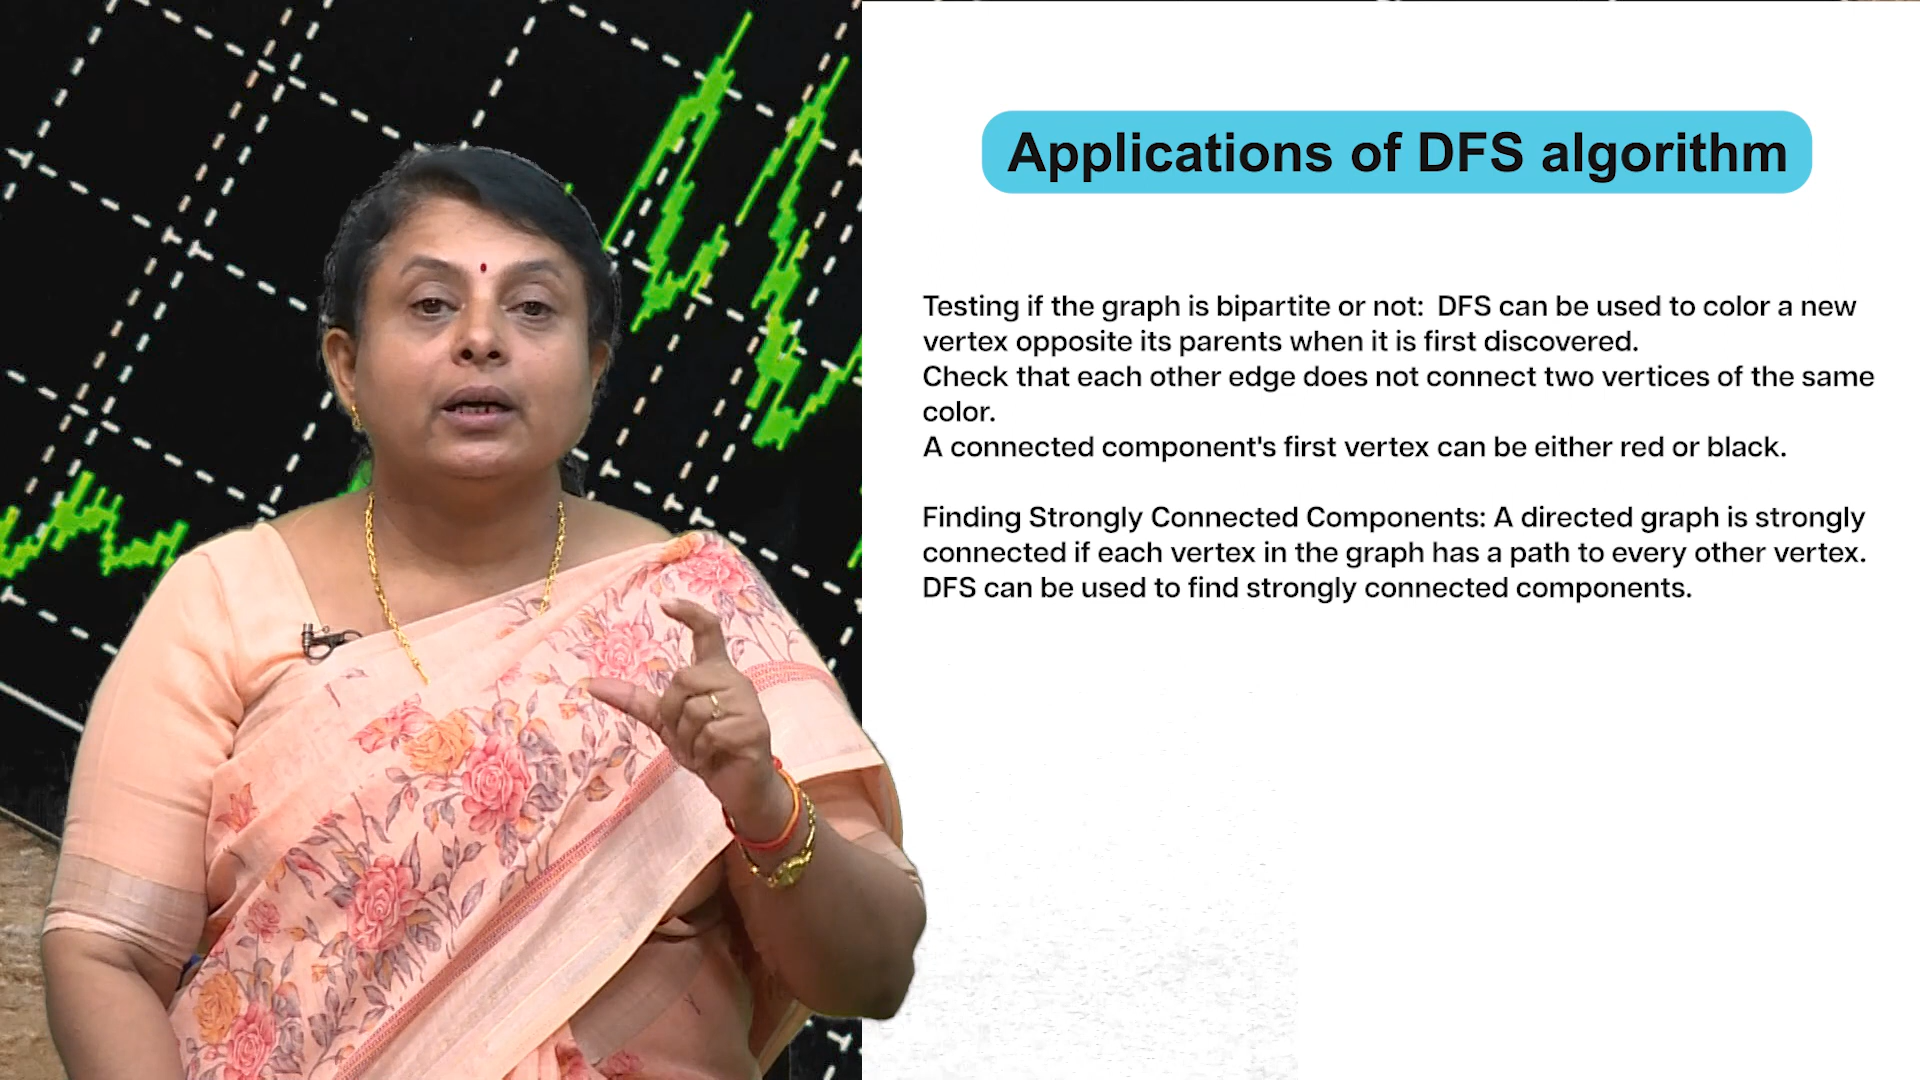 Applications of DFS algorithm
Testing if the graph is bipartite or not:  DFS can be used to color a new
vertex opposite its parents when it is first discovered.
Check that each other edge does not connect two vertices of the same
color.
A connected component's first vertex can be either red or black.
Finding Strongly Connected Components: A directed graph is strongly
connected if each vertex in the graph has a path to every other vertex.
DFS can be used to find strongly connected components.